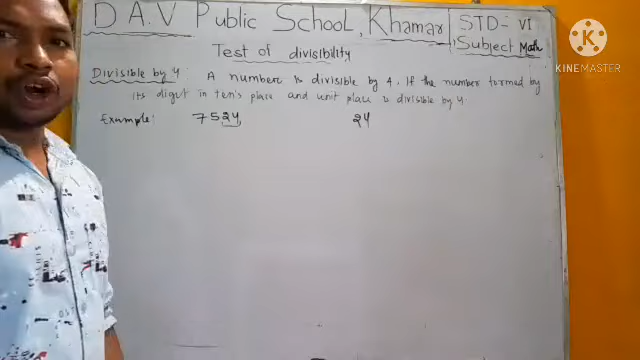 D.A.V Public School, Khamar
STD- VI
Subject Math
Test of divisibility
Divisible by 4: A number is divisible by 4. If the number formed by
its digit in ten's place and unit place is divisible by 4.
Example: 7524 24
KINEMASTER